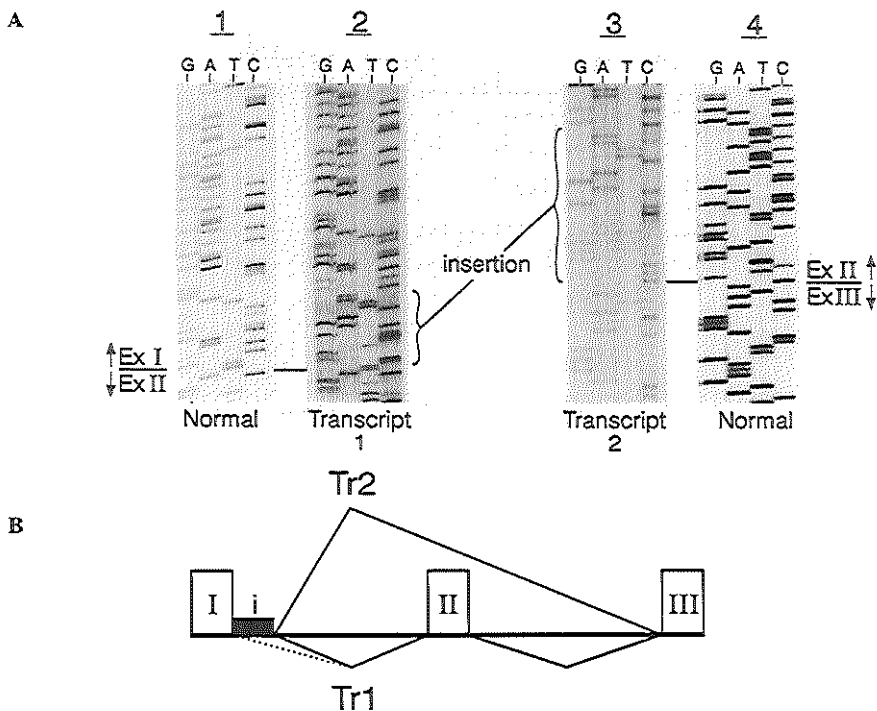 A
1 2 3 4
G A T C G A T C G A T C G A T C
insertion
Ex I
Ex II
Ex II
Ex III
Normal Transcript 1 Transcript 2 Normal
B
Tr2
I i II III
Tr1